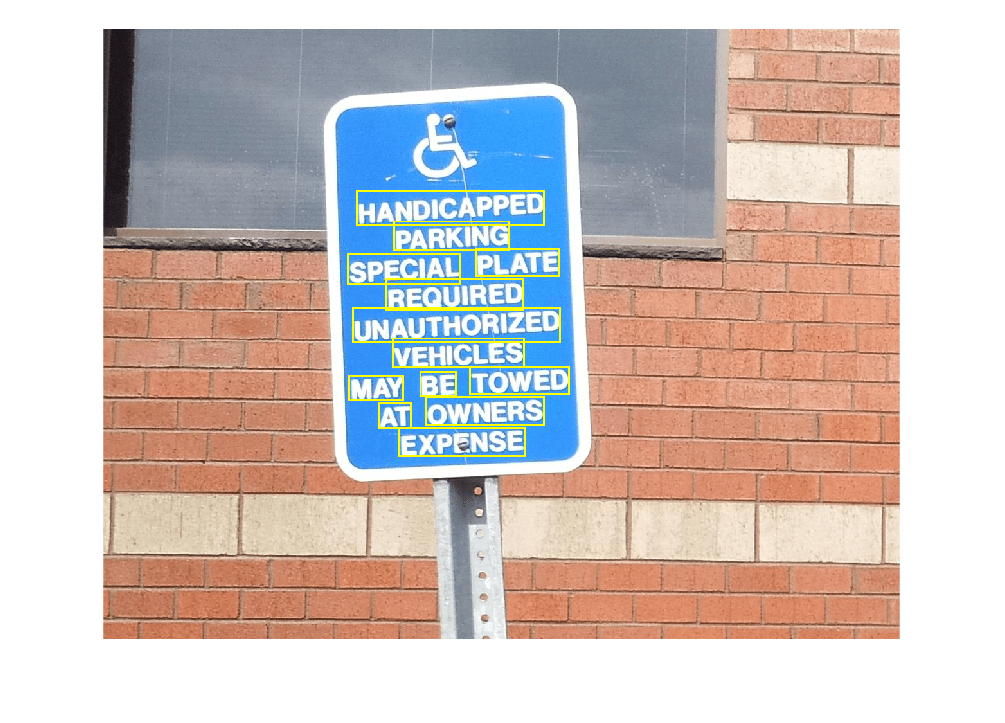 HANDICAPPED
PARKING
SPECIAL PLATE
REQUIRED
UNAUTHORIZED
VEHICLES
MAY BE TOWED
AT OWNERS
EXPENSE